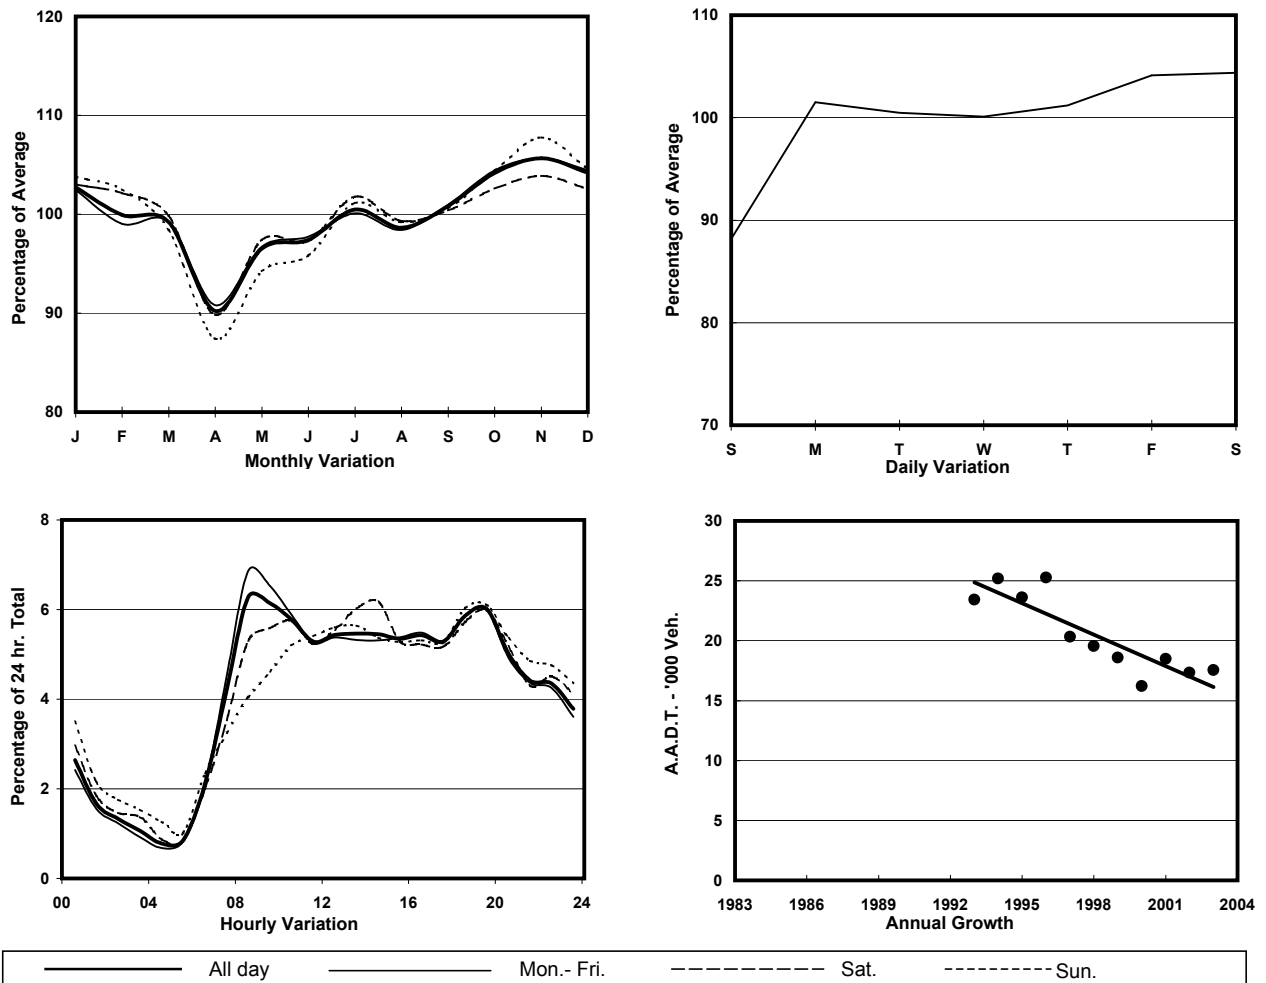 120
110
100
90
80
Percentage of Average
J F M A M J J A S O N D
Monthly Variation
110
100
90
80
70
Percentage of Average
S M T W T F S
Daily Variation
8
6
4
2
0
Percentage of 24 hr. Total
00 04 08 12 16 20 24
Hourly Variation
30
25
20
15
10
5
0
A.A.D.T. - '000 Veh.
1983 1986 1989 1992 1995 1998 2001 2004
Annual Growth
All day Mon.- Fri. Sat. Sun.